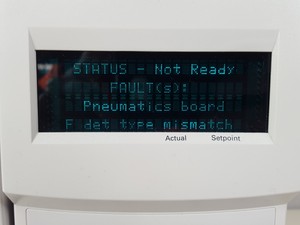 STATUS - Not Ready
FAULT(s):
Pneumatics board
F det type mismatch
Actual Setpoint